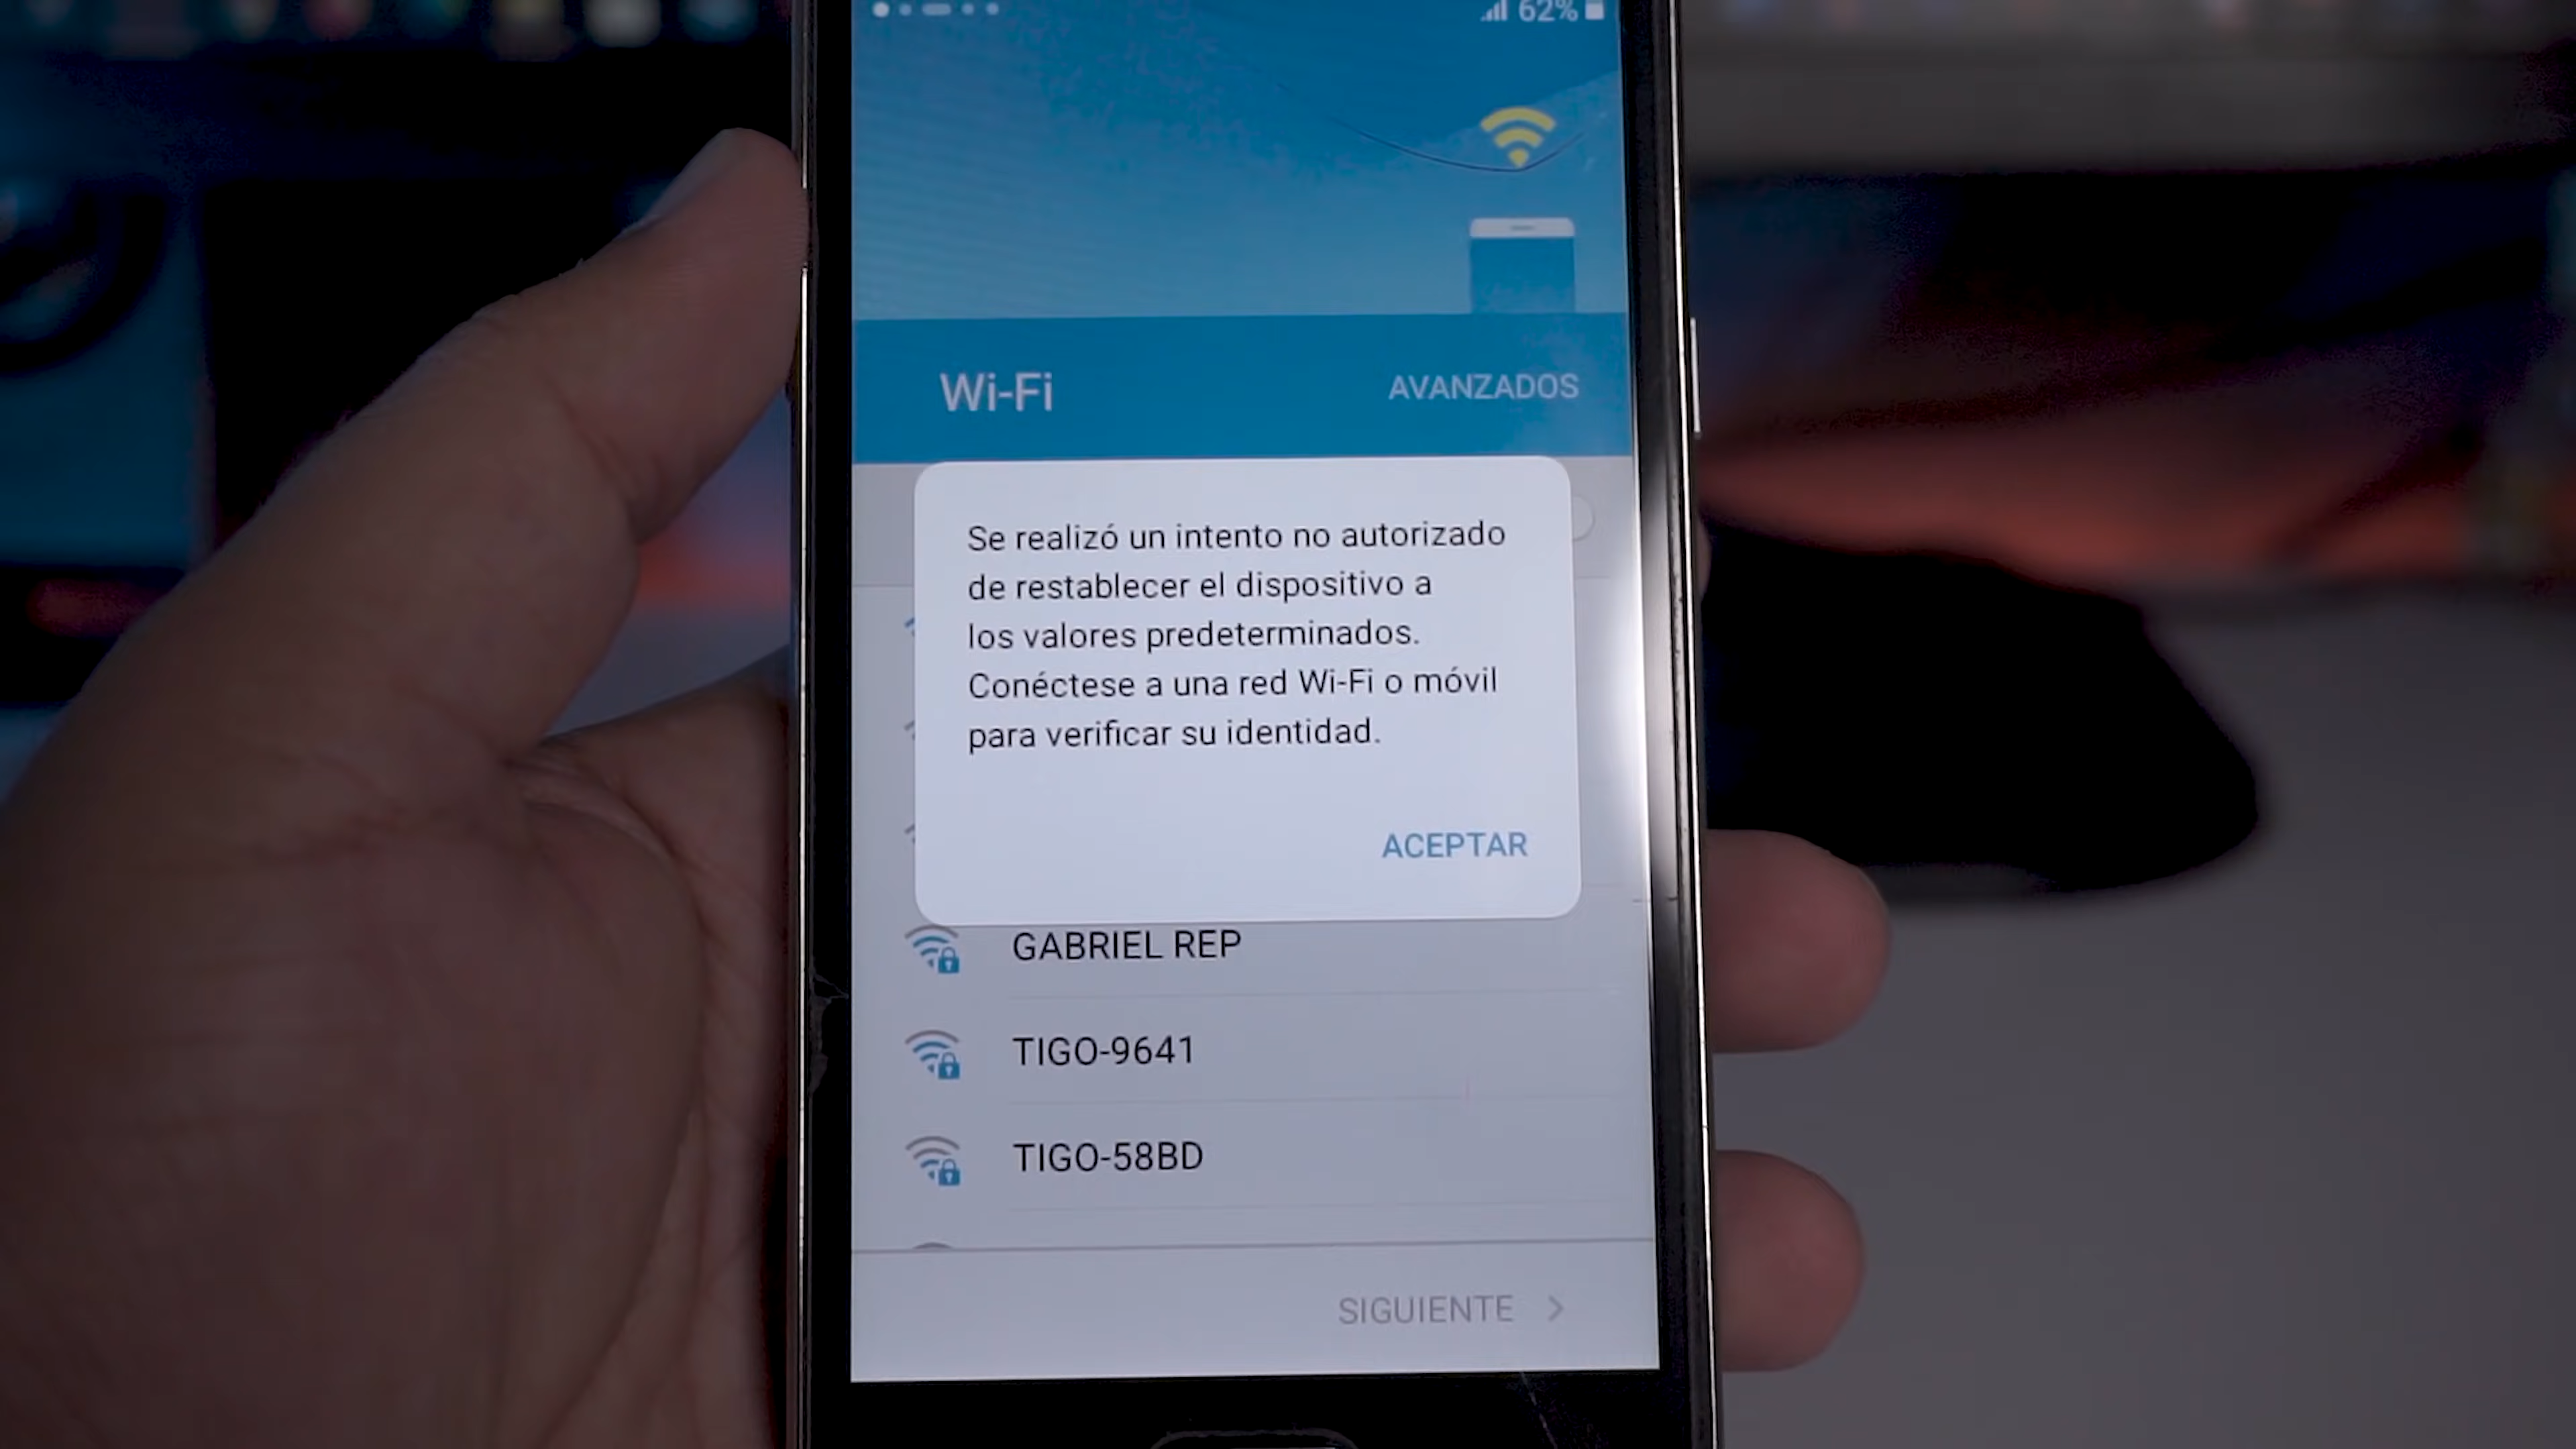 62%
Wi-Fi
AVANZADOS
Se realizó un intento no autorizado
de restablecer el dispositivo a
los valores predeterminados.
Conéctese a una red Wi-Fi o móvil
para verificar su identidad.
ACEPTAR
GABRIEL REP
TIGO-9641
TIGO-58BD
SIGUIENTE